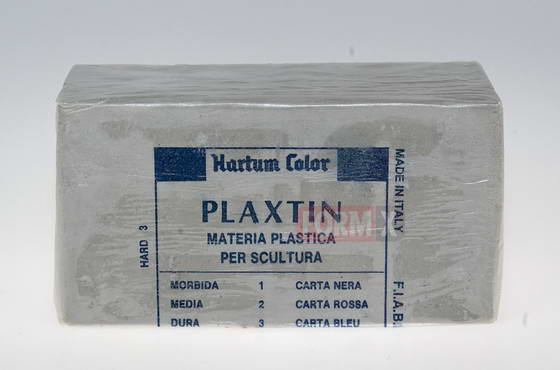 Hartum Color
PLAXTIN
FORM X
MATERIA PLASTICA
PER SCULTURA
MORBIDA 1 CARTA NERA
MEDIA 2 CARTA ROSSA
DURA 3 CARTA BLEU
HARD 3
MADE IN ITALY